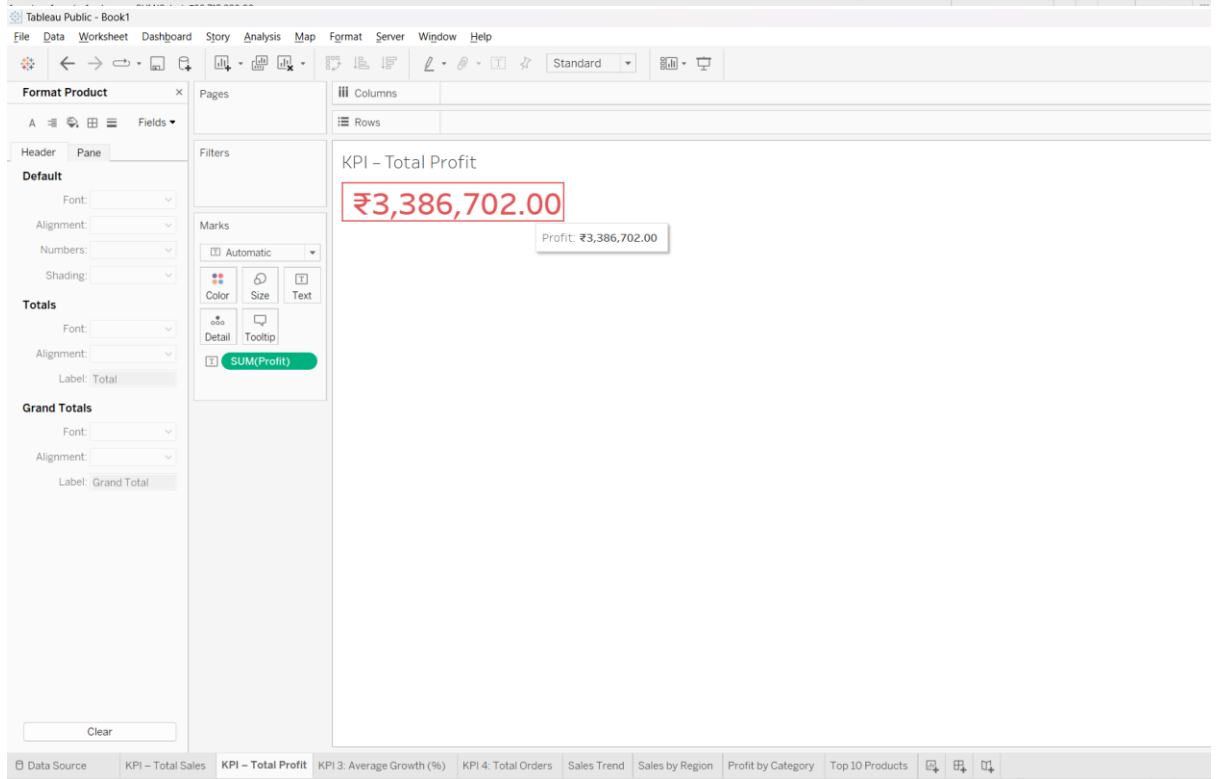 Tableau Public - Book1
File Data Worksheet Dashboard Story Analysis Map Format Server Window Help
Standard
Format Product
Fields
Header Pane
Default
Font:
Alignment:
Numbers:
Shading:
Totals
Font:
Alignment:
Label: Total
Grand Totals
Font:
Alignment:
Label: Grand Total
Clear
Pages
Filters
Marks
Automatic
Color Size Text
Detail Tooltip
SUM(Profit)
Columns
Rows
KPI – Total Profit
₹3,386,702.00
Profit: ₹3,386,702.00
Data Source KPI – Total Sales KPI – Total Profit KPI 3: Average Growth (%) KPI 4: Total Orders Sales Trend Sales by Region Profit by Category Top 10 Products